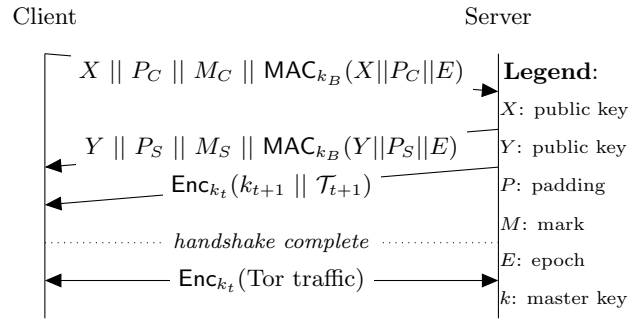 Client Server
X || P_C || M_C || MAC_{k_B}(X||P_C||E)
Legend:
X: public key
Y || P_S || M_S || MAC_{k_B}(Y||P_S||E)
Y: public key
Enc_{k_t}(k_{t+1} || 𝒯_{t+1})
P: padding
M: mark
handshake complete
E: epoch
Enc_{k_t}(Tor traffic)
k: master key